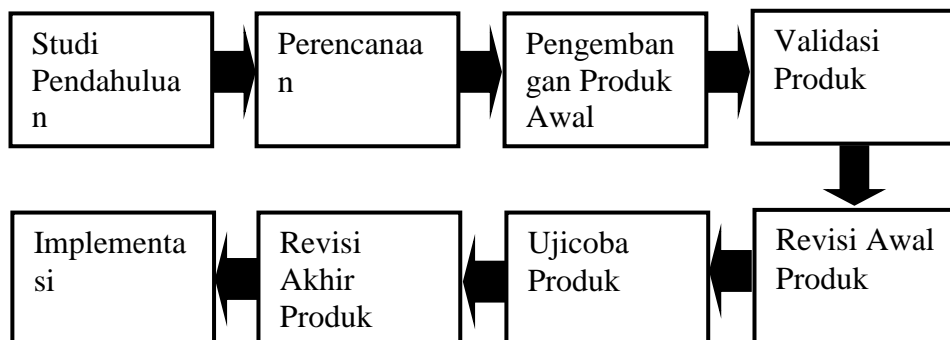 Studi
Pendahulua
n
Perencanaa
n
Pengemban
gan Produk
Awal
Validasi
Produk
Revisi Awal
Produk
Ujicoba
Produk
Revisi
Akhir
Produk
Implementa
si